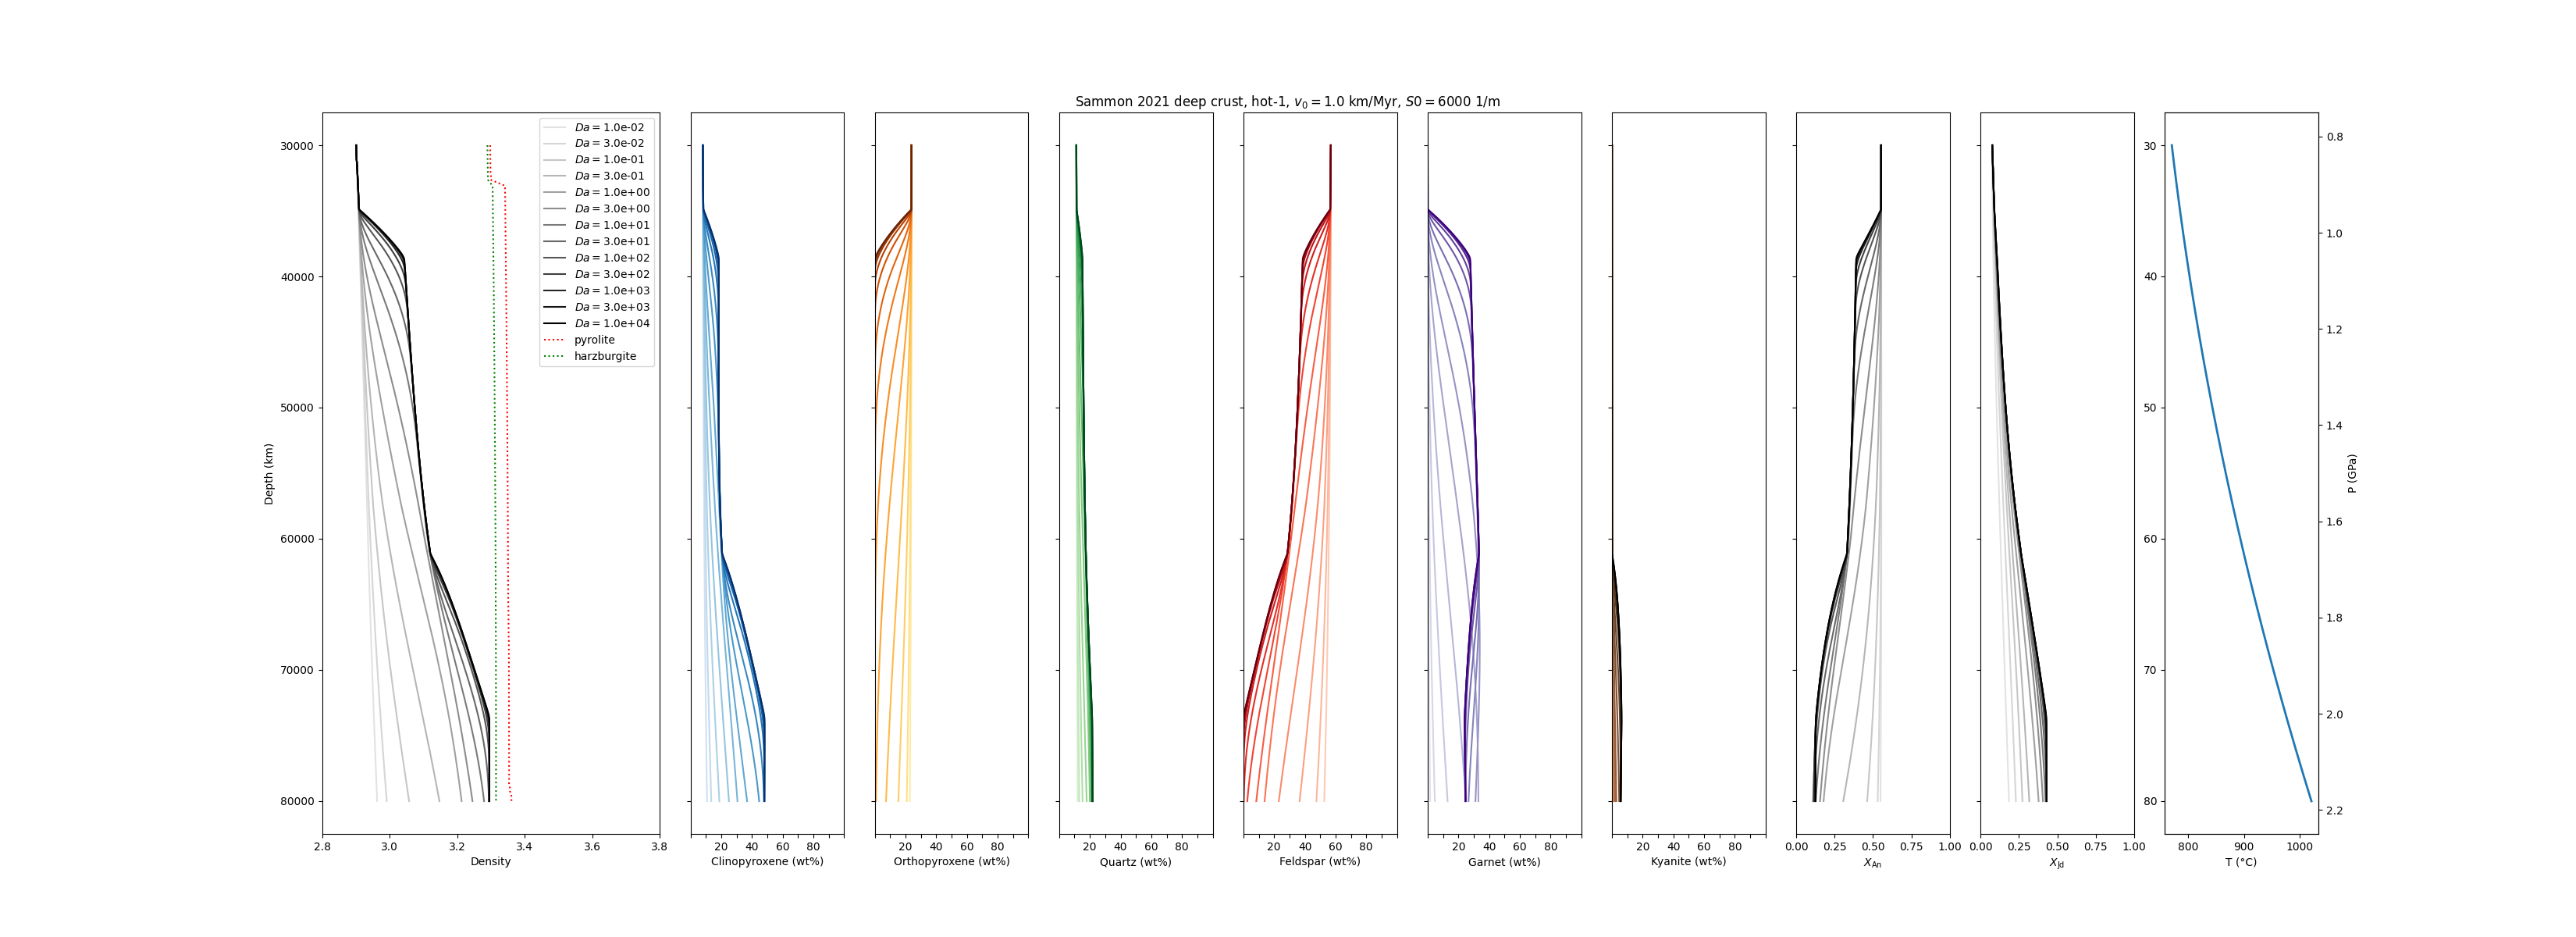 Sammon 2021 deep crust, hot-1, v₀ = 1.0 km/Myr, S0 = 6000 1/m
Da = 1.0e-02
Da = 3.0e-02
Da = 1.0e-01
Da = 3.0e-01
Da = 1.0e+00
Da = 3.0e+00
Da = 1.0e+01
Da = 3.0e+01
Da = 1.0e+02
Da = 3.0e+02
Da = 1.0e+03
Da = 3.0e+03
Da = 1.0e+04
pyrolite
harzburgite
30000
40000
50000
60000
70000
80000
Depth (km)
2.8 3.0 3.2 3.4 3.6 3.8
Density
20 40 60 80
Clinopyroxene (wt%)
20 40 60 80
Orthopyroxene (wt%)
20 40 60 80
Quartz (wt%)
20 40 60 80
Feldspar (wt%)
20 40 60 80
Garnet (wt%)
20 40 60 80
Kyanite (wt%)
0.00 0.25 0.50 0.75 1.00
X_An
0.00 0.25 0.50 0.75 1.00
X_Jd
30
40
50
60
70
80
800 900 1000
T (°C)
0.8
1.0
1.2
1.4
1.6
1.8
2.0
2.2
P (GPa)